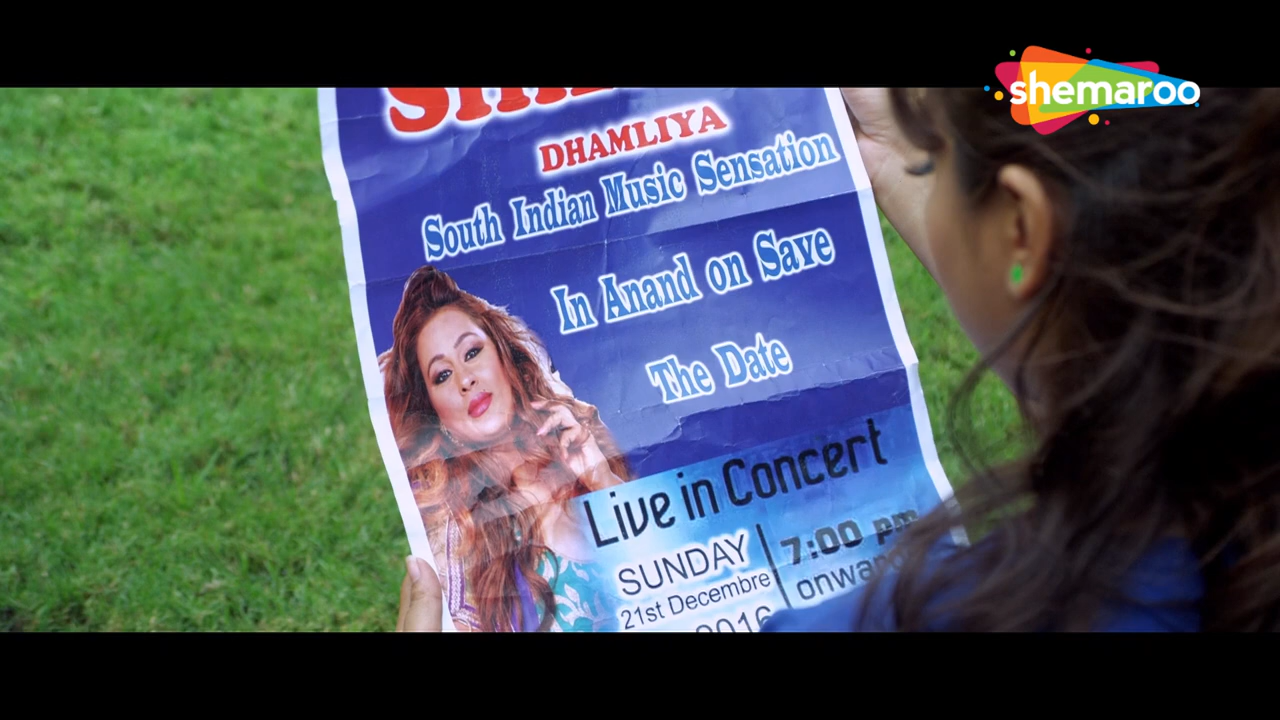 shemaroo
DHAMLIYA
South Indian Music Sensation
In Anand on Save
The Date
Live in Concert
SUNDAY
21st Decembre
2016
7:00 pm